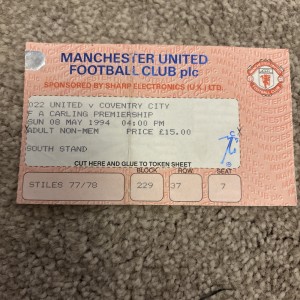 MANCHESTER UNITED
FOOTBALL CLUB plc
SPONSORED BY SHARP ELECTRONICS (U.K.) LTD.
022 UNITED v COVENTRY CITY
F A CARLING PREMIERSHIP
SUN 08 MAY 1994 04:00 PM
ADULT NON-MEM PRICE £15.00
SOUTH STAND
CUT HERE AND GLUE TO TOKEN SHEET
BLOCK ROW SEAT
STILES 77/78 229 37 7